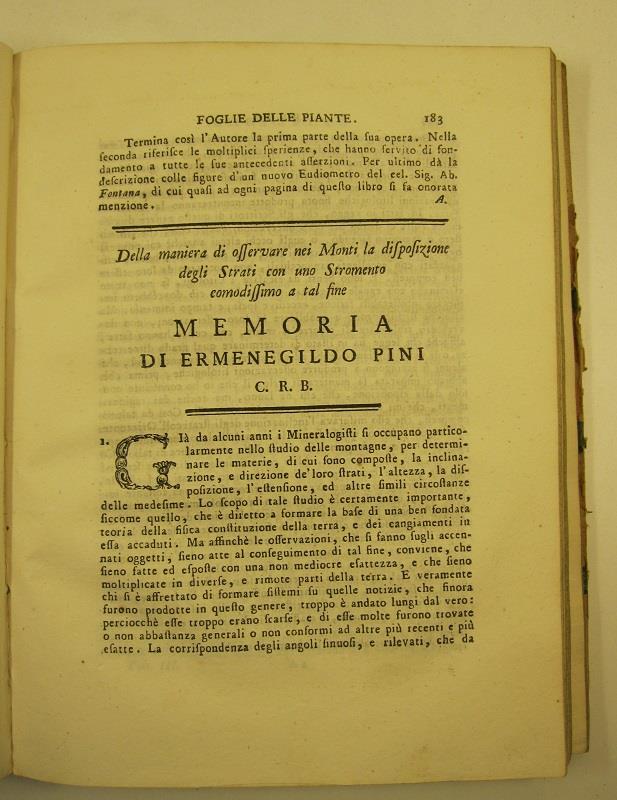 FOGLIE DELLE PIANTE. 183
Termina così l'Autore la prima parte della ſua opera. Nella
ſeconda riferiſce le moltiplici ſperienze, che hanno ſervito di fon-
damento a tutte le ſue antecedenti aſſerzioni. Per ultimo dà la
deſcrizione colle figure d'un nuovo Eudiometro del cel. Sig. Ab.
Fontana, di cui quaſi ad ogni pagina di queſto libro ſi fa onorata
menzione. A.
Della maniera di oſſervare nei Monti la diſpoſizione
degli Strati con uno Stromento
comodiſſimo a tal fine
MEMORIA
DI ERMENEGILDO PINI
C. R. B.
1. Già da alcuni anni i Mineralogiſti ſi occupano partico-
larmente nello ſtudio delle montagne, per determi-
nare le materie, di cui ſono compoſte, la inclina-
zione, e direzione de' loro ſtrati, l'altezza, la diſ-
poſizione, l'eſtenſione, ed altre ſimili circoſtanze
delle medeſime. Lo ſcopo di tale ſtudio è certamente importante,
ſiccome quello, che è diretto a formare la baſe di una ben fondata
teoria della fiſica conſtituzione della terra, e dei cangiamenti in
eſſa accaduti. Ma affinchè le oſſervazioni, che ſi fanno ſugli accen-
nati oggetti, ſieno atte al conſeguimento di tal fine, conviene, che
ſieno fatte ed eſpoſte con una non mediocre eſattezza, e che ſieno
moltiplicate in diverſe, e rimote parti della terra. E veramente
chi ſi è affrettato di formare ſiſtemi ſu quelle notizie, che finora
furono prodotte in queſto genere, troppo è andato lungi dal vero:
perciocchè eſſe troppo erano ſcarſe, e di eſſe molte furono trovate
o non abbaſtanza generali o non conformi ad altre più recenti e più
eſatte. La corriſpondenza degli angoli ſinuoſi, e rilevati, che da